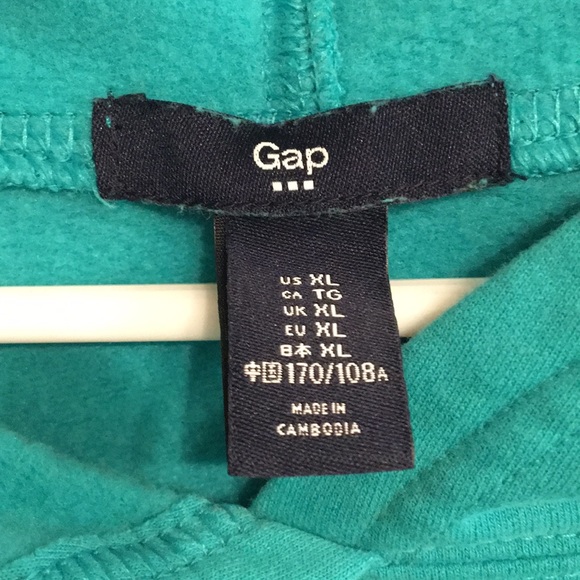 Gap
US XL
CA TG
UK XL
EU XL
日本 XL
中国170/108A
MADE IN
CAMBODIA